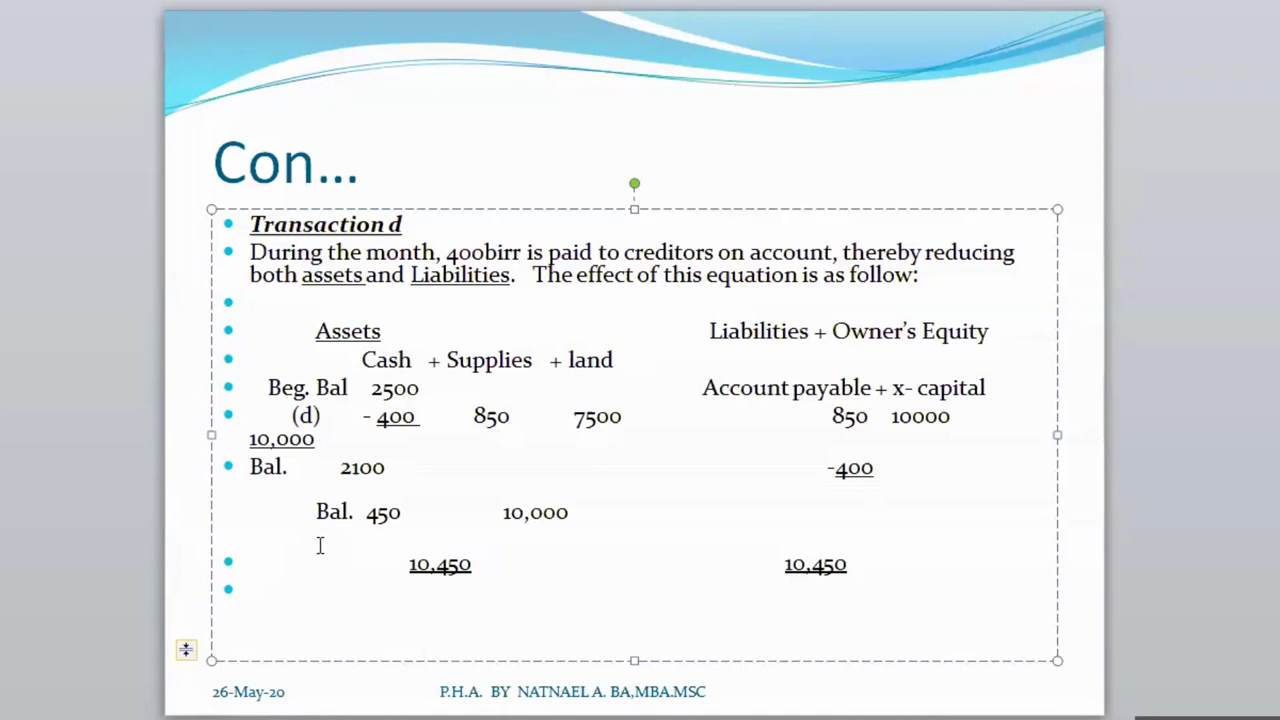 Con...
Transaction d
During the month, 400birr is paid to creditors on account, thereby reducing
both assets and Liabilities. The effect of this equation is as follow:
Assets Liabilities + Owner's Equity
Cash + Supplies + land
Beg. Bal 2500 Account payable + x- capital
(d) - 400 850 7500 850 10000
10,000
Bal. 2100 -400
Bal. 450 10,000
10,450 10,450
26-May-20 P.H.A. BY NATNAEL A. BA,MBA.MSC